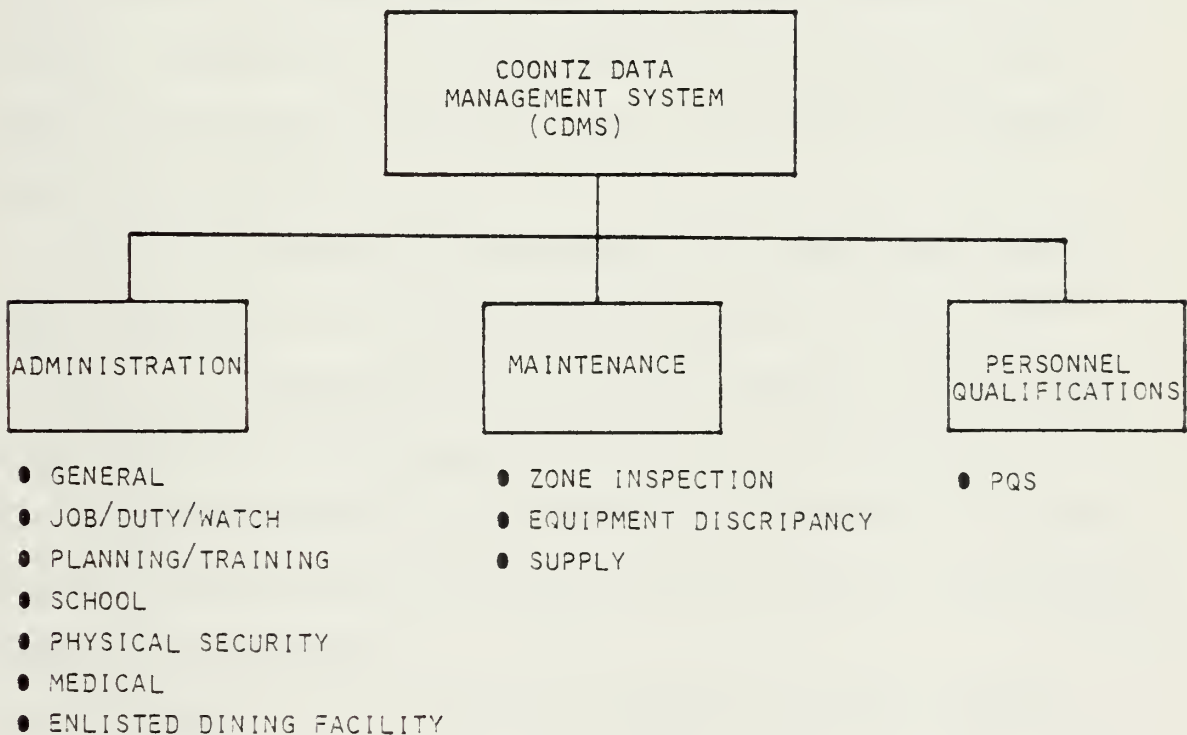 COONTZ DATA
MANAGEMENT SYSTEM
(CDMS)
ADMINISTRATION
MAINTENANCE
PERSONNEL
QUALIFICATIONS
● GENERAL
● JOB/DUTY/WATCH
● PLANNING/TRAINING
● SCHOOL
● PHYSICAL SECURITY
● MEDICAL
● ENLISTED DINING FACILITY
● ZONE INSPECTION
● EQUIPMENT DISCRIPANCY
● SUPPLY
● PQS